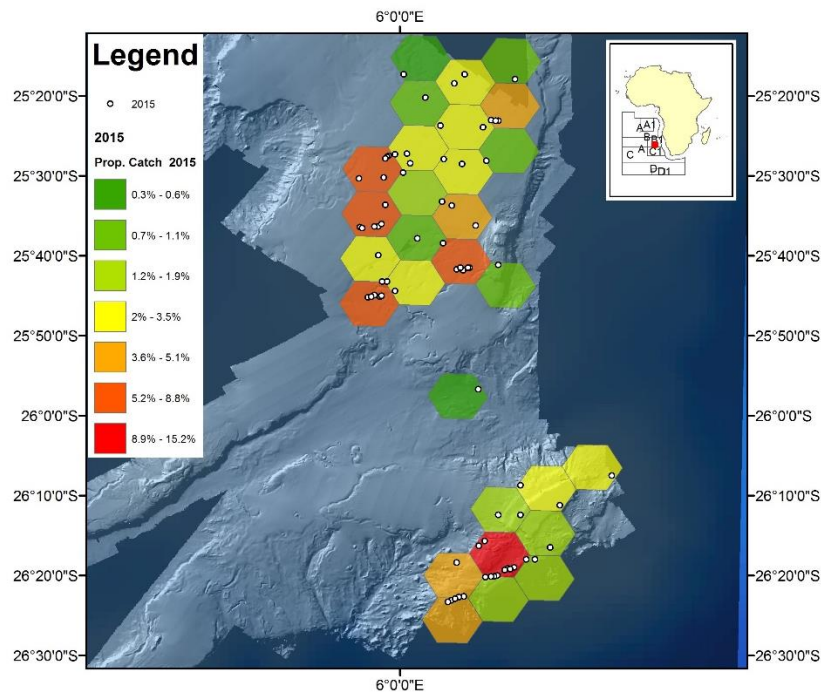 6°0'0"E
Legend
2015
2015
Prop. Catch 2015
0.3% - 0.6%
0.7% - 1.1%
1.2% - 1.9%
2% - 3.5%
3.6% - 5.1%
5.2% - 8.8%
8.9% - 15.2%
A A1
B
C A C1
D D1
25°20'0"S
25°20'0"S
25°30'0"S
25°30'0"S
25°40'0"S
25°40'0"S
25°50'0"S
25°50'0"S
26°0'0"S
26°0'0"S
26°10'0"S
26°10'0"S
26°20'0"S
26°20'0"S
26°30'0"S
26°30'0"S
6°0'0"E